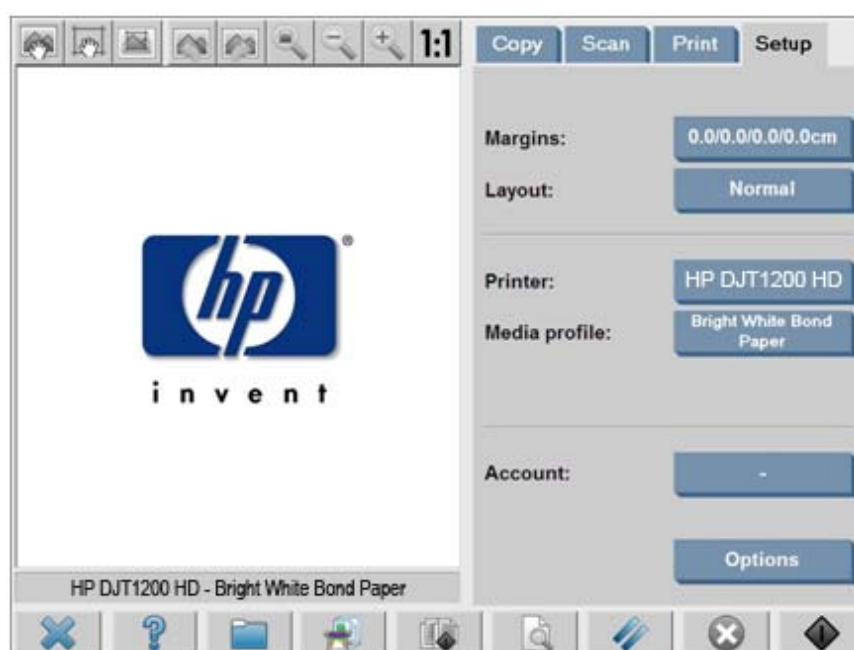 1:1
Copy Scan Print Setup
Margins: 0.0/0.0/0.0/0.0cm
Layout: Normal
hp ®
invent
Printer: HP DJT1200 HD
Media profile: Bright White Bond
Paper
Account: -
Options
HP DJT1200 HD - Bright White Bond Paper
?